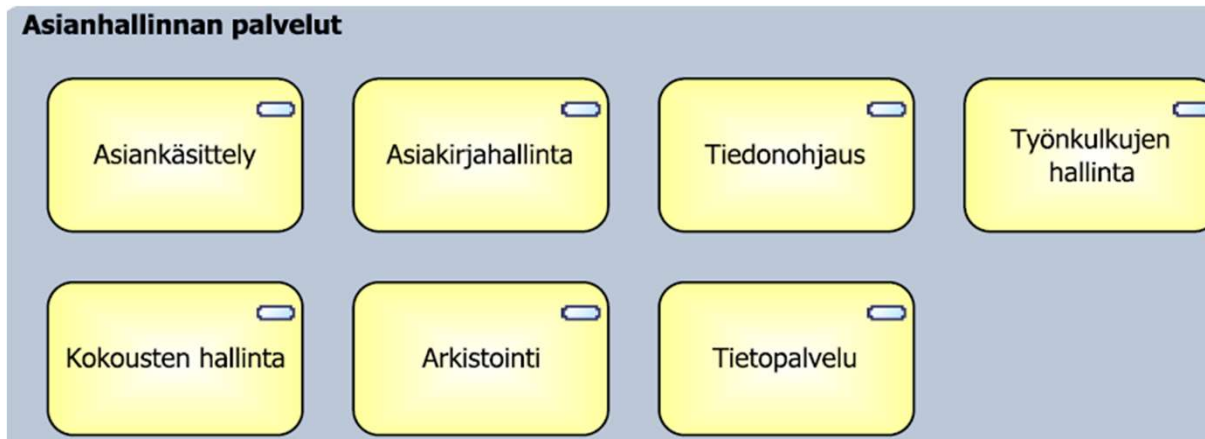 Asianhallinnan palvelut
Asiankäsittely
Asiakirjahallinta
Tiedonohjaus
Työnkulkujen
hallinta
Kokousten hallinta
Arkistointi
Tietopalvelu